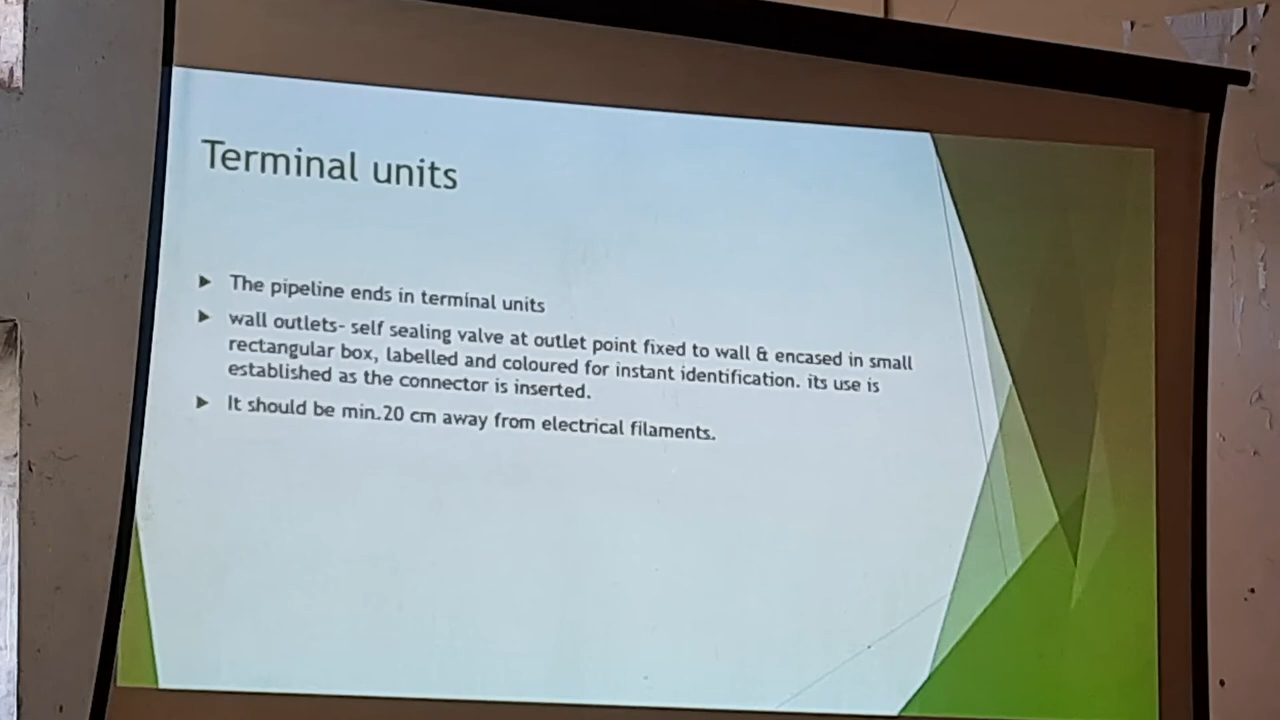 Terminal units
The pipeline ends in terminal units
wall outlets- self sealing valve at outlet point fixed to wall & encased in small
rectangular box, labelled and coloured for instant identification. its use is
established as the connector is inserted.
It should be min.20 cm away from electrical filaments.